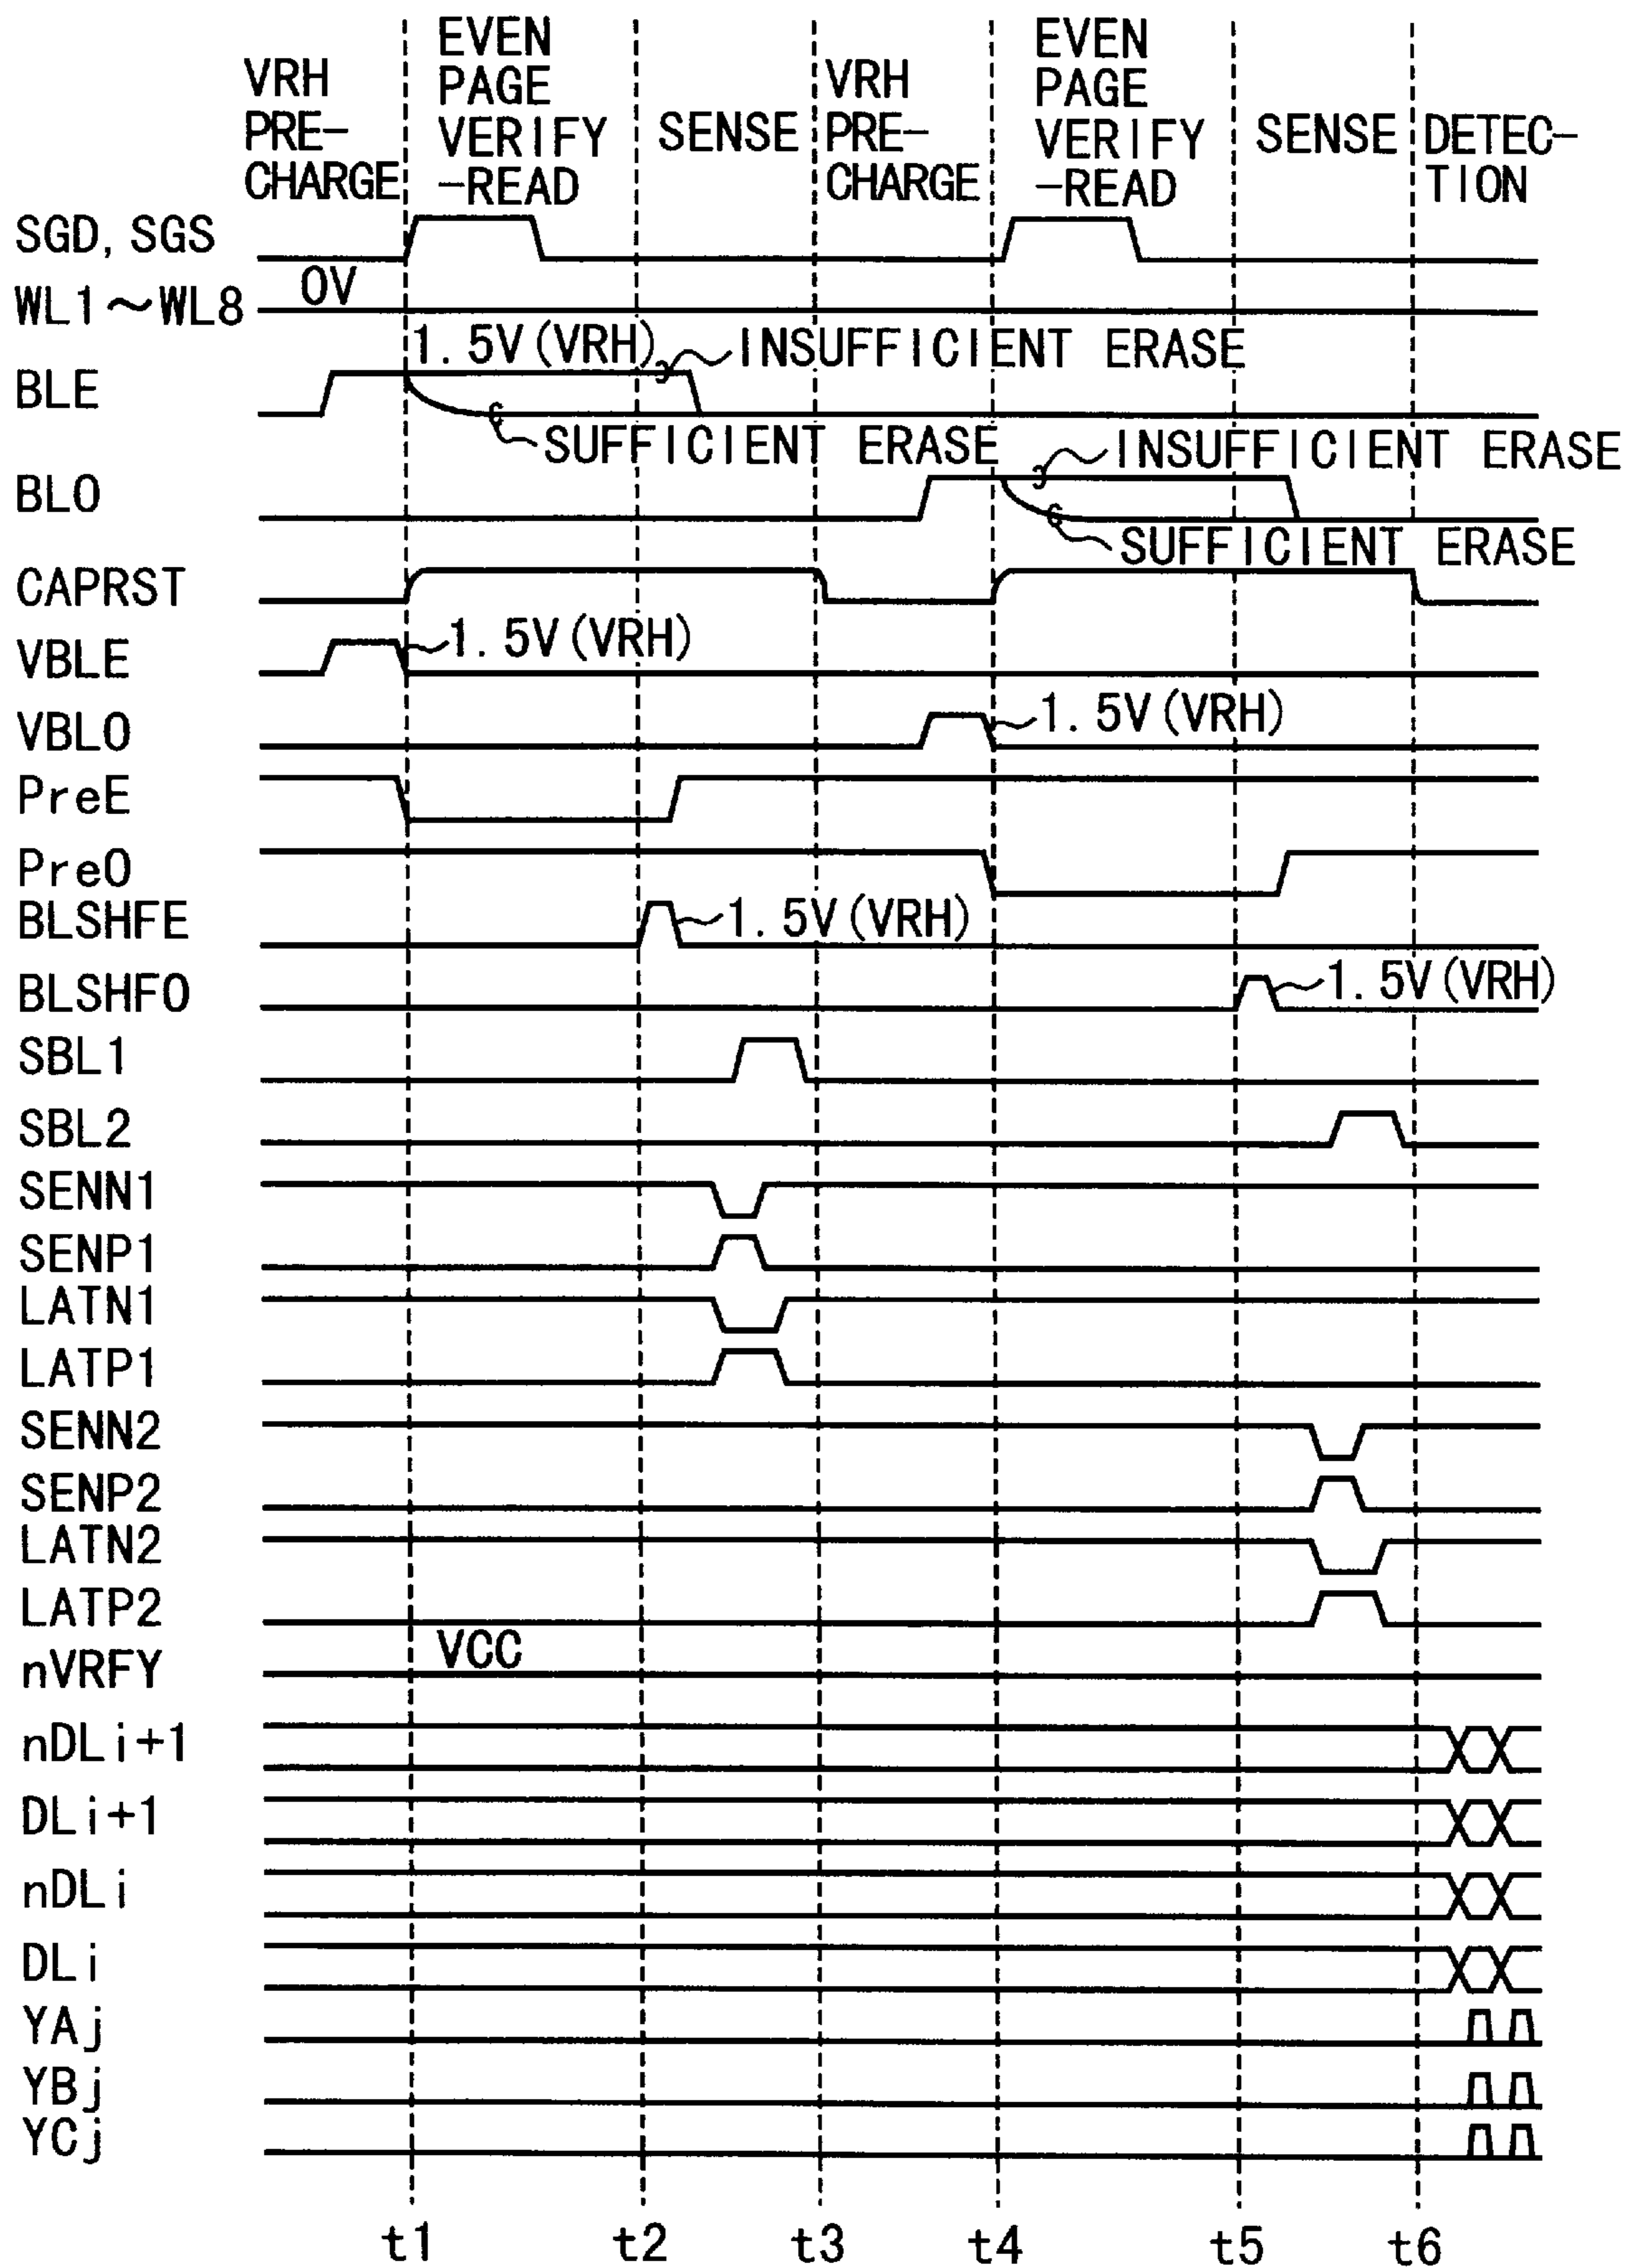 VRH
PRE-
CHARGE
EVEN
PAGE
VERIFY
-READ
SENSE
VRH
PRE-
CHARGE
EVEN
PAGE
VERIFY
-READ
SENSE
DETEC-
TION
SGD, SGS
WL1～WL8
0V
BLE
1.5V(VRH)
INSUFFICIENT ERASE
SUFFICIENT ERASE
BLO
INSUFFICIENT ERASE
SUFFICIENT ERASE
CAPRST
VBLE
1.5V(VRH)
VBLO
1.5V(VRH)
PreE
PreO
BLSHFE
1.5V(VRH)
BLSHFO
1.5V(VRH)
SBL1
SBL2
SENN1
SENP1
LATN1
LATP1
SENN2
SENP2
LATN2
LATP2
nVRFY
VCC
nDLi+1
DLi+1
nDLi
DLi
YAj
YBj
YCj
t1 t2 t3 t4 t5 t6